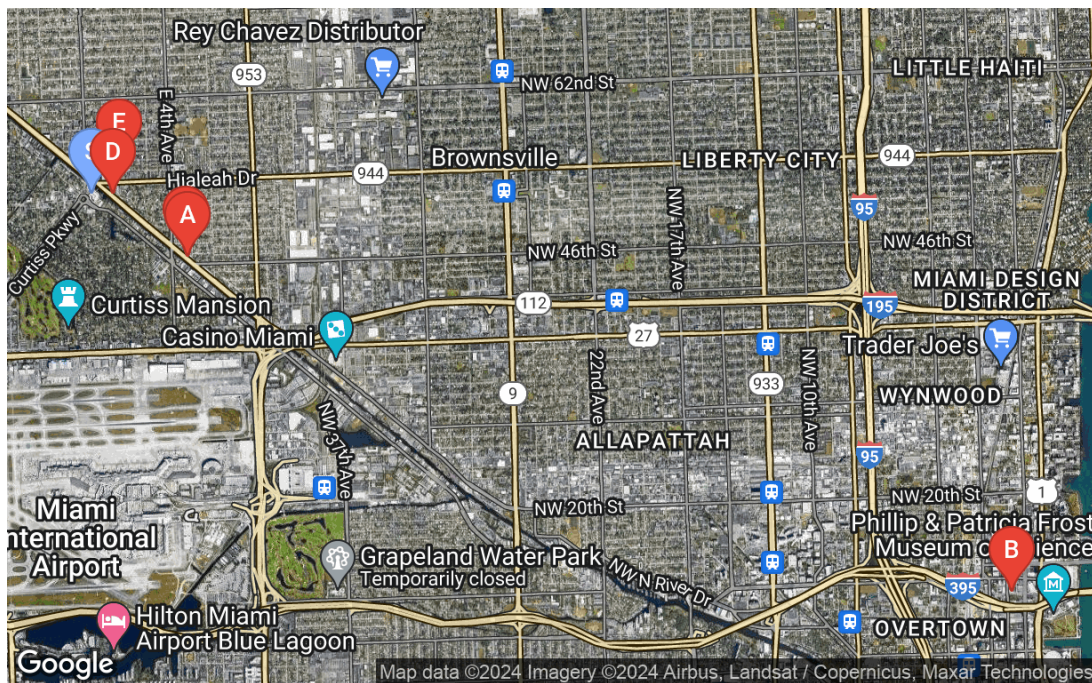 Rey Chavez Distributor
953
E 4th Ave
NW 62nd St
LITTLE HAITI
E
D
Hialeah Dr
944
Brownsville
LIBERTY CITY
944
A
Curtiss Pkwy
NW 17th Ave
95
NW 46th St
NW 46th St
Curtiss Mansion
112
195
MIAMI DESIGN
DISTRICT
Casino Miami
27
Trader Joe's
22nd Ave
933
NW 10th Ave
9
WYNWOOD
NW 37th Ave
ALLAPATTAH
95
NW 20th St
NW 20th St
1
Miami
nternational
Airport
Phillip & Patricia Frost
Museum of
B
Grapeland Water Park
Temporarily closed
NW N River Dr
395
Hilton Miami
Airport Blue Lagoon
OVERTOWN
Google
Map data ©2024 Imagery ©2024 Airbus, Landsat / Copernicus, Maxar Technologies